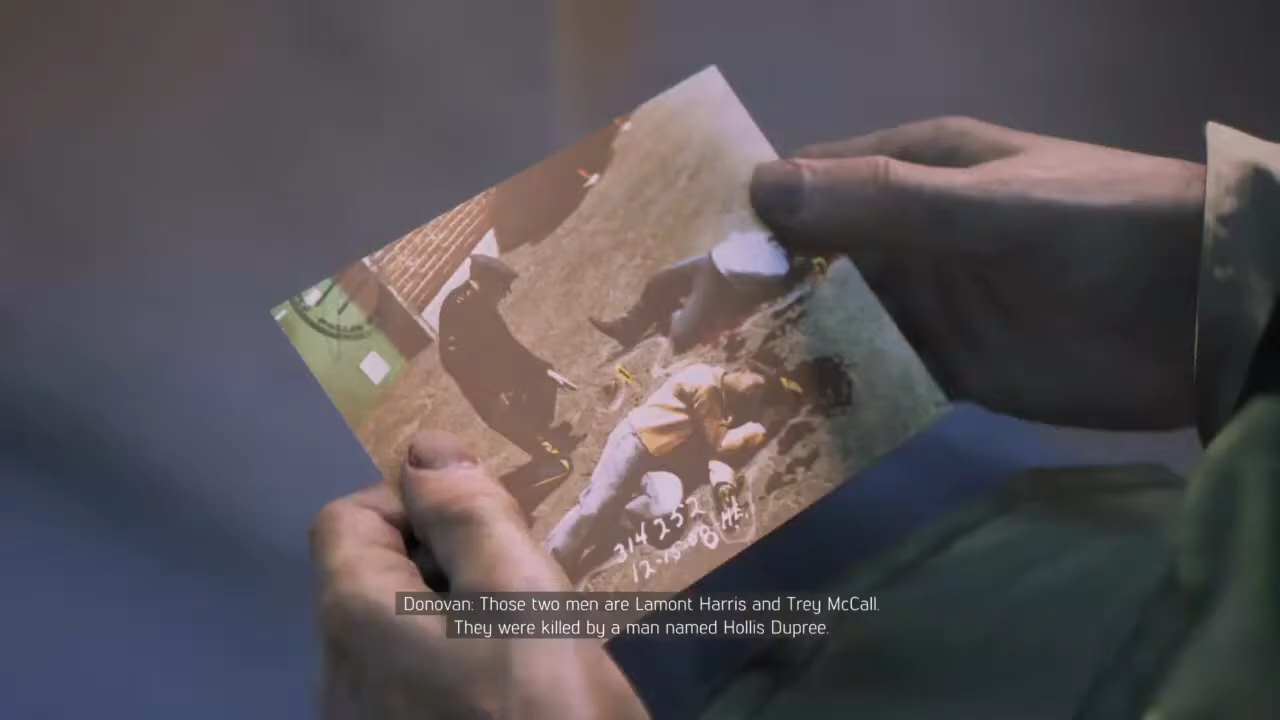 314252
12-15-08 
Donovan: Those two men are Lamont Harris and Trey McCall.
They were killed by a man named Hollis Dupree.